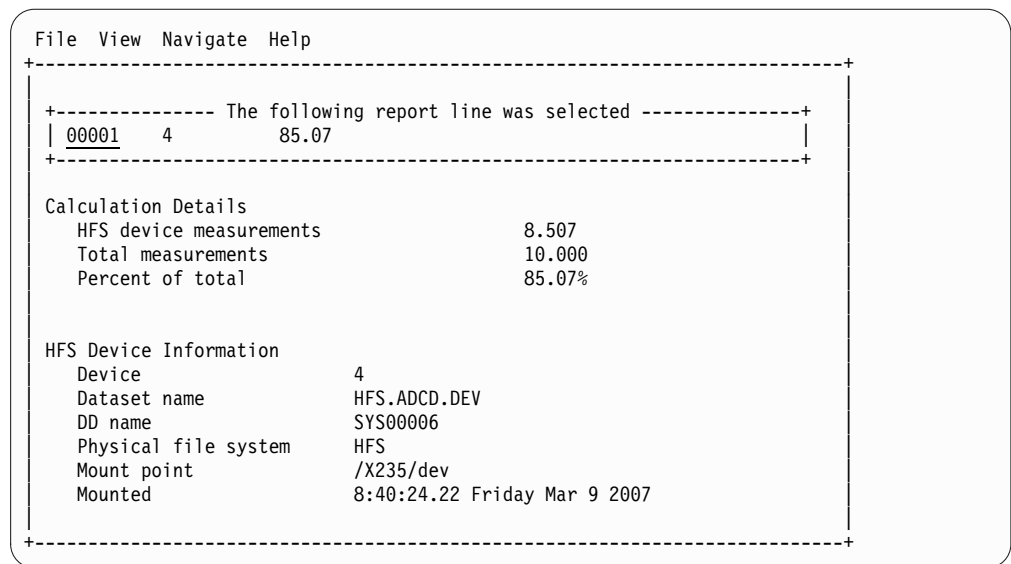 File View Navigate Help
+---------------------------------------------------------------------------+
+--------------- The following report line was selected ---------------+
| 00001 4 85.07 |
+----------------------------------------------------------------------+
Calculation Details
HFS device measurements 8.507
Total measurements 10.000
Percent of total 85.07%
HFS Device Information
Device 4
Dataset name HFS.ADCD.DEV
DD name SYS00006
Physical file system HFS
Mount point /X235/dev
Mounted 8:40:24.22 Friday Mar 9 2007
+---------------------------------------------------------------------------+